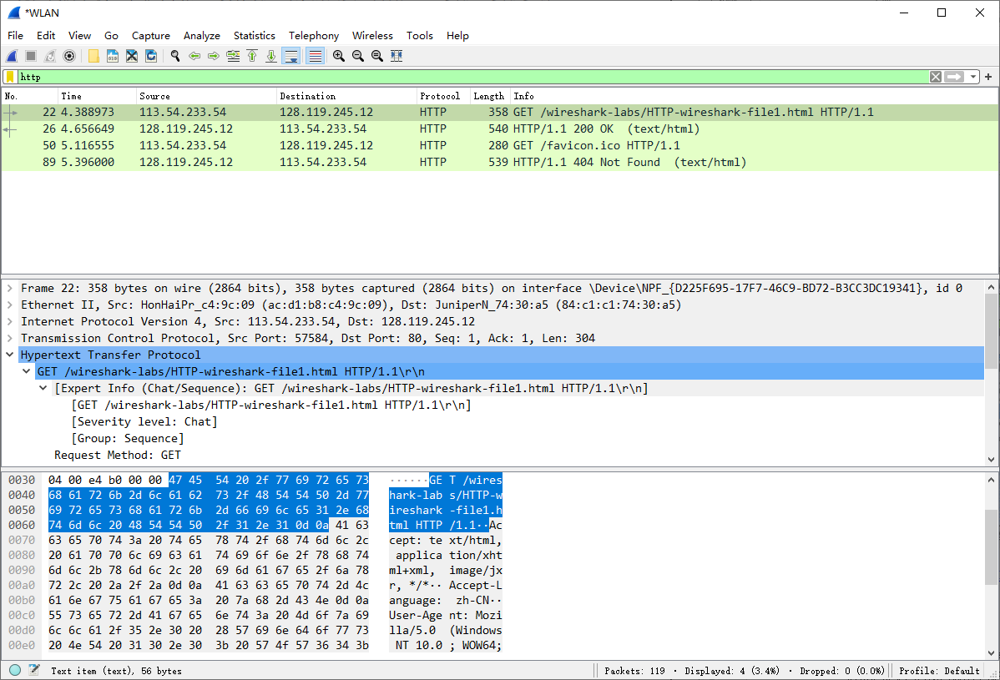 *WLAN
File Edit View Go Capture Analyze Statistics Telephony Wireless Tools Help
http
No. Time Source Destination Protocol Length Info
22 4.388973 113.54.233.54 128.119.245.12 HTTP 358 GET /wireshark-labs/HTTP-wireshark-file1.html HTTP/1.1
26 4.656649 128.119.245.12 113.54.233.54 HTTP 540 HTTP/1.1 200 OK  (text/html)
50 5.116555 113.54.233.54 128.119.245.12 HTTP 280 GET /favicon.ico HTTP/1.1
89 5.396000 128.119.245.12 113.54.233.54 HTTP 539 HTTP/1.1 404 Not Found  (text/html)
Frame 22: 358 bytes on wire (2864 bits), 358 bytes captured (2864 bits) on interface \Device\NPF_{D225F695-17F7-46C9-BD72-B3CC3DC19341}, id 0
Ethernet II, Src: HonHaiPr_c4:9c:09 (ac:d1:b8:c4:9c:09), Dst: JuniperN_74:30:a5 (84:c1:c1:74:30:a5)
Internet Protocol Version 4, Src: 113.54.233.54, Dst: 128.119.245.12
Transmission Control Protocol, Src Port: 57584, Dst Port: 80, Seq: 1, Ack: 1, Len: 304
Hypertext Transfer Protocol
GET /wireshark-labs/HTTP-wireshark-file1.html HTTP/1.1\r\n
[Expert Info (Chat/Sequence): GET /wireshark-labs/HTTP-wireshark-file1.html HTTP/1.1\r\n]
[GET /wireshark-labs/HTTP-wireshark-file1.html HTTP/1.1\r\n]
[Severity level: Chat]
[Group: Sequence]
Request Method: GET
0030 04 00 e4 b0 00 00 47 45 54 20 2f 77 69 72 65 73 ······GE T /wires
0040 68 61 72 6b 2d 6c 61 62 73 2f 48 54 54 50 2d 77 hark-lab s/HTTP-w
0050 69 72 65 73 68 61 72 6b 2d 66 69 6c 65 31 2e 68 ireshark -file1.h
0060 74 6d 6c 20 48 54 54 50 2f 31 2e 31 0d 0a 41 63 tml HTTP /1.1··Ac
0070 63 65 70 74 3a 20 74 65 78 74 2f 68 74 6d 6c 2c cept: te xt/html,
0080 20 61 70 70 6c 69 63 61 74 69 6f 6e 2f 78 68 74 applica tion/xht
0090 6d 6c 2b 78 6d 6c 2c 20 69 6d 61 67 65 2f 6a 78 ml+xml, image/jx
00a0 72 2c 20 2a 2f 2a 0d 0a 41 63 63 65 70 74 2d 4c r, */*·· Accept-L
00b0 61 6e 67 75 61 67 65 3a 20 7a 68 2d 43 4e 0d 0a anguage: zh-CN··
00c0 55 73 65 72 2d 41 67 65 6e 74 3a 20 4d 6f 7a 69 User-Age nt: Mozi
00d0 6c 6c 61 2f 35 2e 30 20 28 57 69 6e 64 6f 77 73 lla/5.0 (Windows
00e0 20 4e 54 20 31 30 2e 30 3b 20 57 4f 57 36 34 3b NT 10.0 ; WOW64;
Text item (text), 56 bytes Packets: 119 · Displayed: 4 (3.4%) · Dropped: 0 (0.0%) Profile: Default